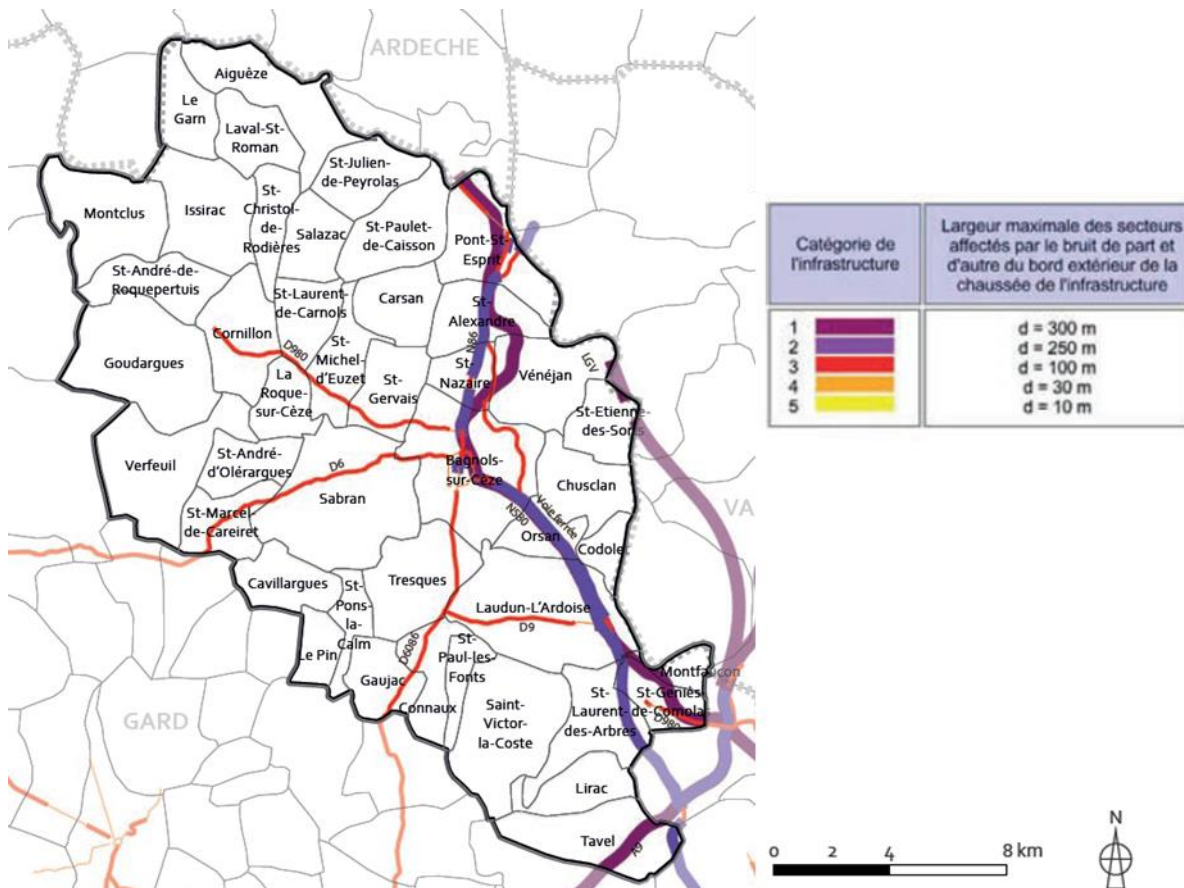 ARDECHE
Aiguèze
Le
Garn
Laval-St-
Roman
St-Julien-
de-Peyrolas
Montclus
Issirac
St-
Christol-
de-
Rodières
Salazac
St-Paulet-
de-Caisson
Pont-St-
Esprit
St-André-de-
Roquepertuis
St-Laurent-
de-Carnols
Carsan
St-
Alexandre
Goudargues
Cornillon
D980
St-
Michel-
d'Euzet
N86
LGV
La
Roque-
sur-Cèze
St-
Gervais
St-
Nazaire
Vénéjan
St-Etienne-
des-Sorts
Verfeuil
St-André-
d'Olérargues
D6
Bagnols-
sur-Cèze
Sabran
Chusclan
VA
St-Marcel-
de-Careiret
N580
Voie ferrée
Orsan
Codolet
Cavillargues
St-
Pons-
la-
Calm
Tresques
Laudun-L'Ardoise
D9
Le Pin
D6086
St-
Paul-les-
Fonts
Montfaucon
Gaujac
Connaux
Saint-
Victor-
la-Coste
St-
Laurent-
des-Arbres
St-Geniès-
de-Comolas
D980
GARD
Lirac
Tavel
A9
Catégorie de
l'infrastructure
Largeur maximale des secteurs
affectés par le bruit de part et
d'autre du bord extérieur de la
chaussée de l'infrastructure
1 d = 300 m
2 d = 250 m
3 d = 100 m
4 d = 30 m
5 d = 10 m
0 2 4 8 km
N